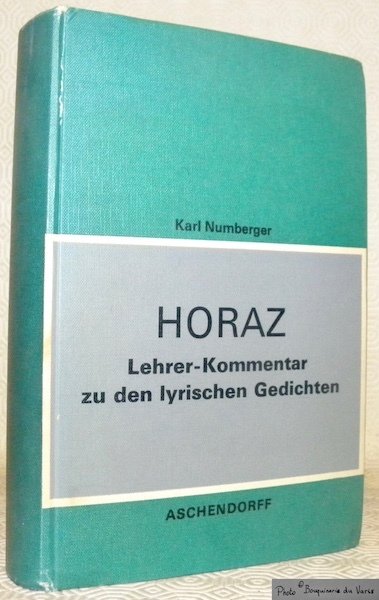 Karl Numberger
HORAZ
Lehrer-Kommentar
zu den lyrischen Gedichten
ASCHENDORFF
Photo © Bouquinerie du Varis